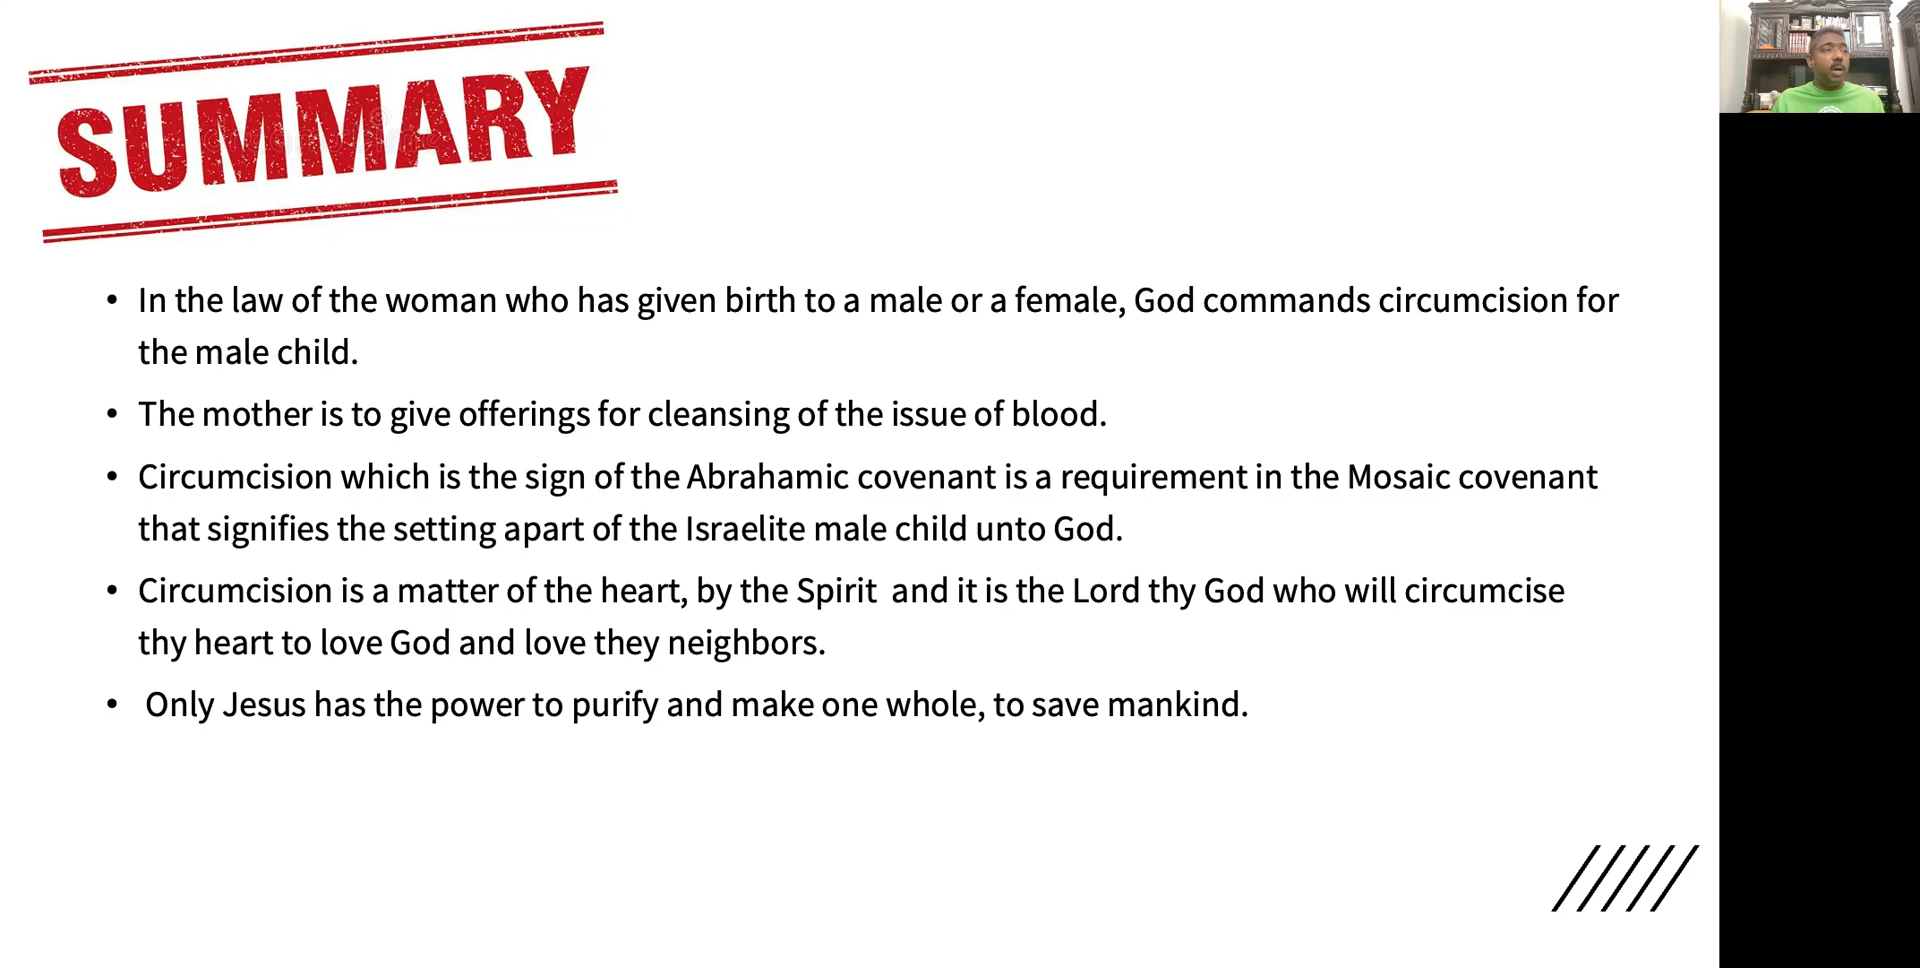 SUMMARY
• In the law of the woman who has given birth to a male or a female, God commands circumcision for
the male child.
• The mother is to give offerings for cleansing of the issue of blood.
• Circumcision which is the sign of the Abrahamic covenant is a requirement in the Mosaic covenant
that signifies the setting apart of the Israelite male child unto God.
• Circumcision is a matter of the heart, by the Spirit and it is the Lord thy God who will circumcise
thy heart to love God and love they neighbors.
• Only Jesus has the power to purify and make one whole, to save mankind.